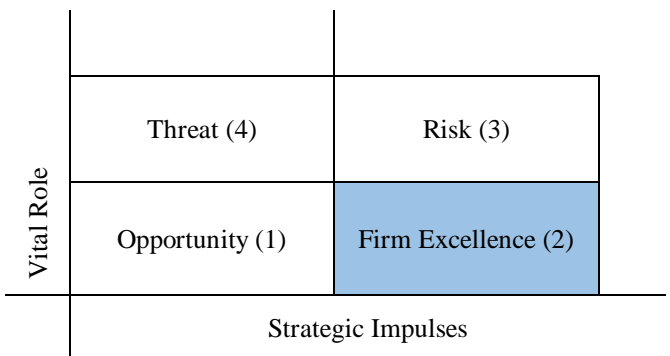 Threat (4)
Risk (3)
Vital Role
Opportunity (1)
Firm Excellence (2)
Strategic Impulses